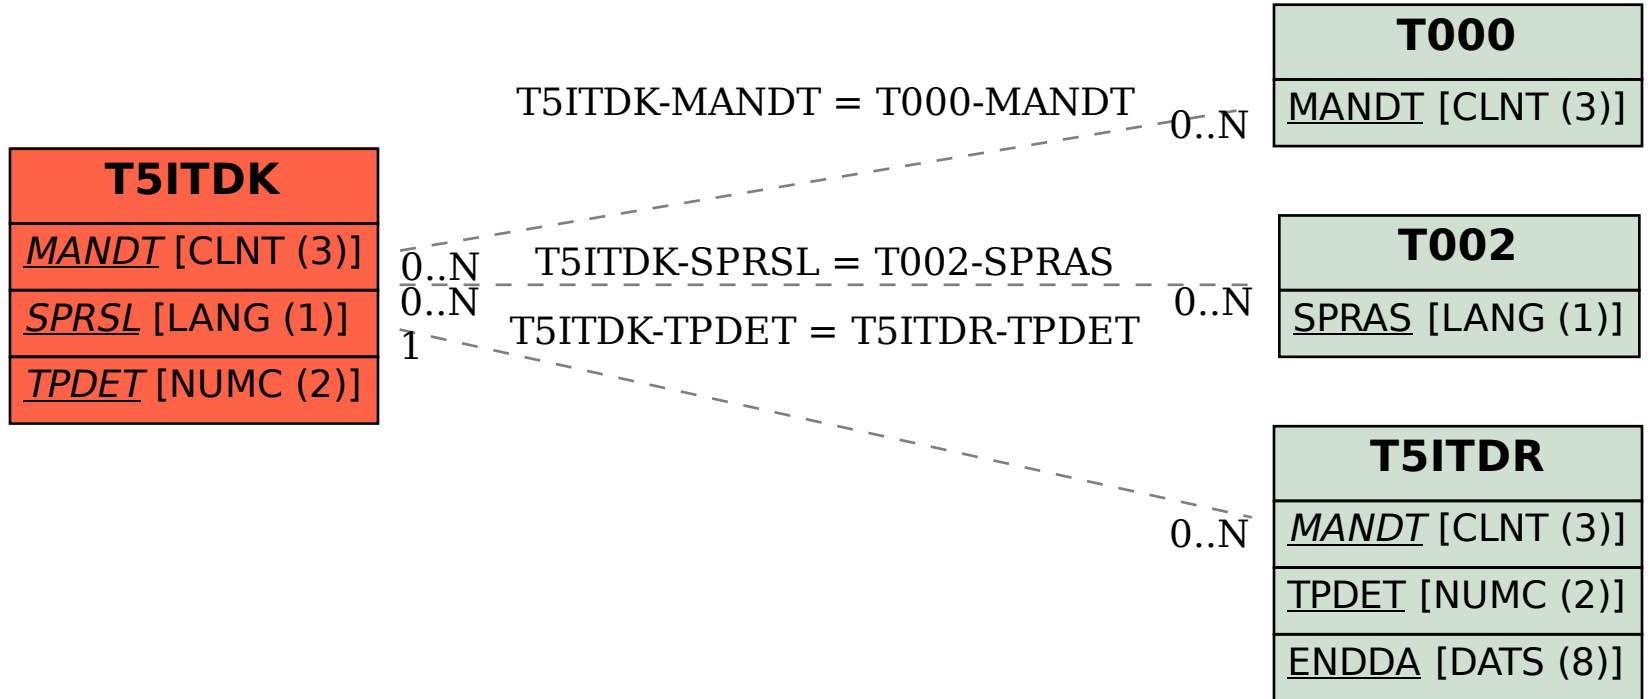 T5ITDK
MANDT [CLNT (3)]
SPRSL [LANG (1)]
TPDET [NUMC (2)]
T5ITDK-MANDT = T000-MANDT
0..N
0..N
T5ITDK-SPRSL = T002-SPRAS
0..N
0..N
T5ITDK-TPDET = T5ITDR-TPDET
1
0..N
T000
MANDT [CLNT (3)]
T002
SPRAS [LANG (1)]
T5ITDR
MANDT [CLNT (3)]
TPDET [NUMC (2)]
ENDDA [DATS (8)]